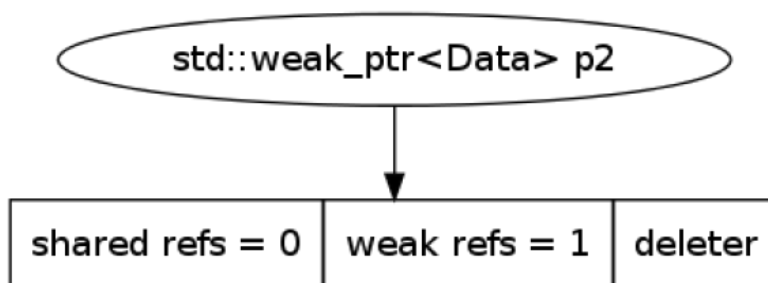 std::weak_ptr<Data> p2
shared refs = 0 weak refs = 1 deleter